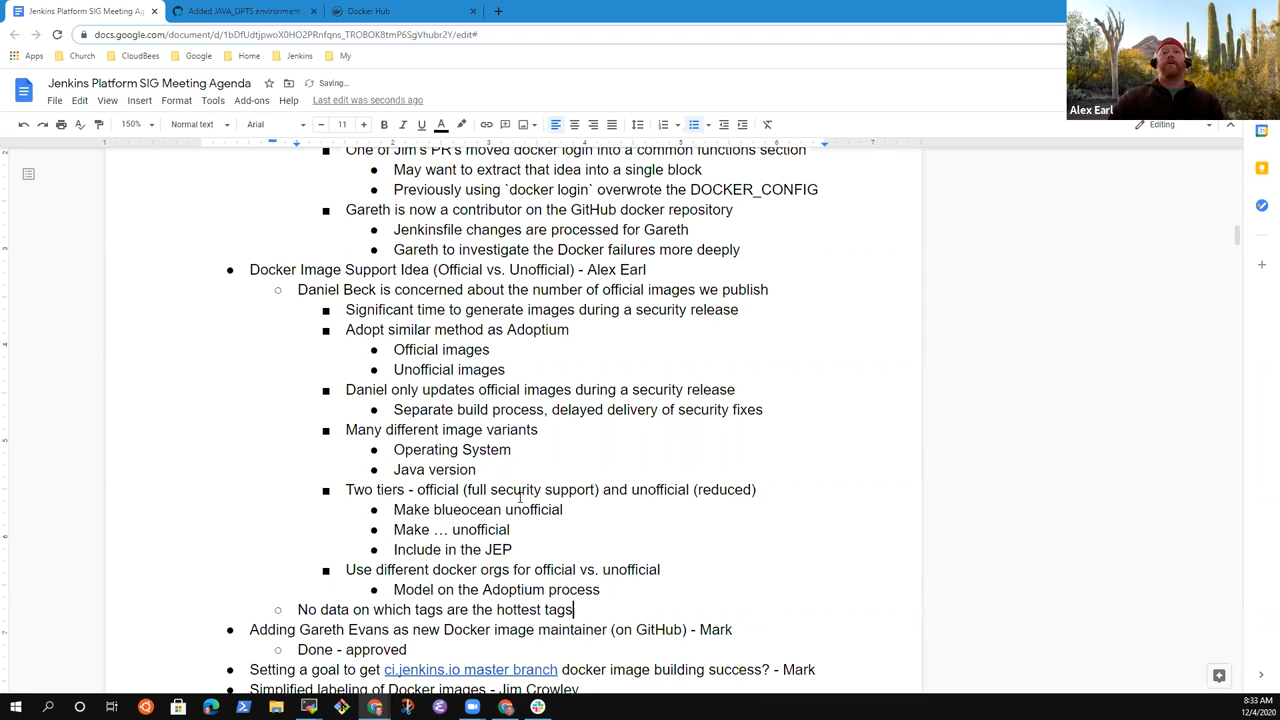 Jenkins Platform SIG Meeting Ag
Added JAVA_OPTS environment
Docker Hub
docs.google.com/document/d/1bDfUdtjpwoX0HO2PRnfqns_TROBOK8tmP6SgVhubr2Y/edit#
Apps Church CloudBees Google Home Jenkins My
Jenkins Platform SIG Meeting Agenda
Saving...
File Edit View Insert Format Tools Add-ons Help Last edit was seconds ago
150% Normal text Arial 11 Editing
Alex Earl
1 1 2 3 4 5 6 7
One of Jim's PR's moved docker login into a common functions section
May want to extract that idea into a single block
Previously using `docker login` overwrote the DOCKER_CONFIG
Gareth is now a contributor on the GitHub docker repository
Jenkinsfile changes are processed for Gareth
Gareth to investigate the Docker failures more deeply
Docker Image Support Idea (Official vs. Unofficial) - Alex Earl
Daniel Beck is concerned about the number of official images we publish
Significant time to generate images during a security release
Adopt similar method as Adoptium
Official images
Unofficial images
Daniel only updates official images during a security release
Separate build process, delayed delivery of security fixes
Many different image variants
Operating System
Java version
Two tiers - official (full security support) and unofficial (reduced)
Make blueocean unofficial
Make … unofficial
Include in the JEP
Use different docker orgs for official vs. unofficial
Model on the Adoptium process
No data on which tags are the hottest tags
Adding Gareth Evans as new Docker image maintainer (on GitHub) - Mark
Done - approved
Setting a goal to get ci.jenkins.io master branch docker image building success? - Mark
Simplified labeling of Docker images - Jim Crowley
8:33 AM
12/4/2020